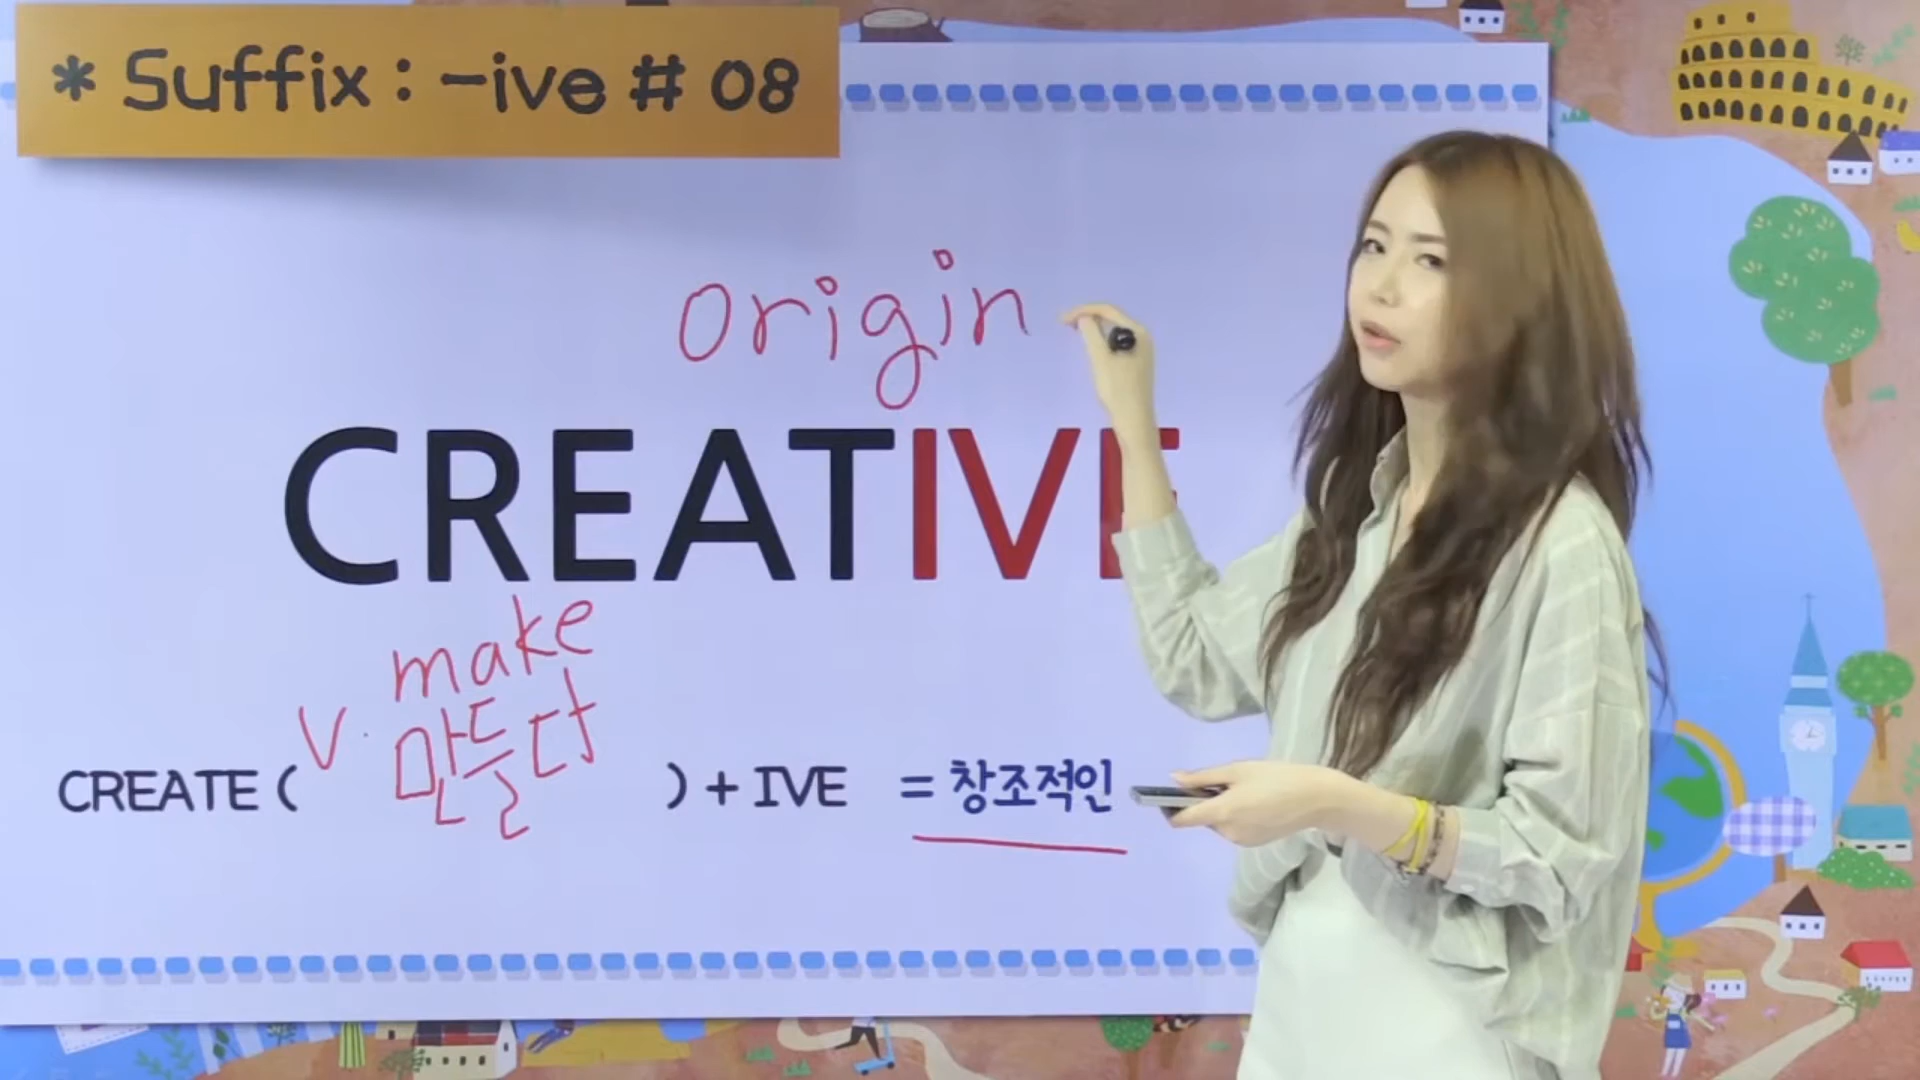 * Suffix : -ive # 08
origin
CREATIVE
make
v. 만들다
CREATE ( ) + IVE = 창조적인